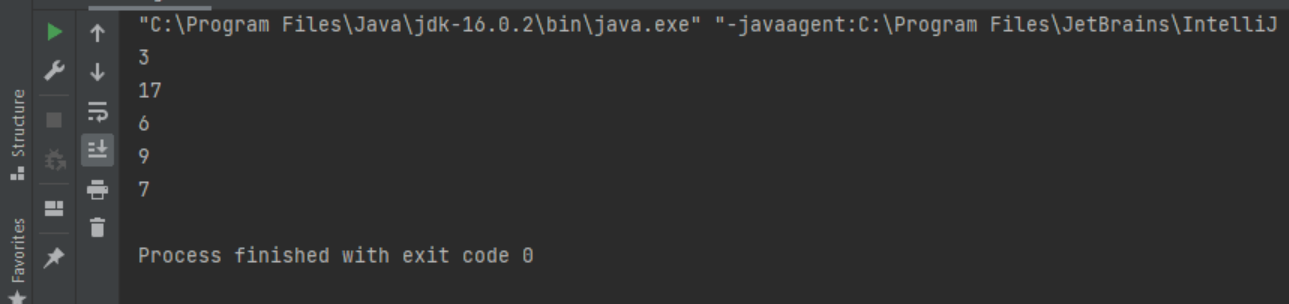 "C:\Program Files\Java\jdk-16.0.2\bin\java.exe" "-javaagent:C:\Program Files\JetBrains\IntelliJ
3
17
6
9
7
Process finished with exit code 0
Structure
Favorites